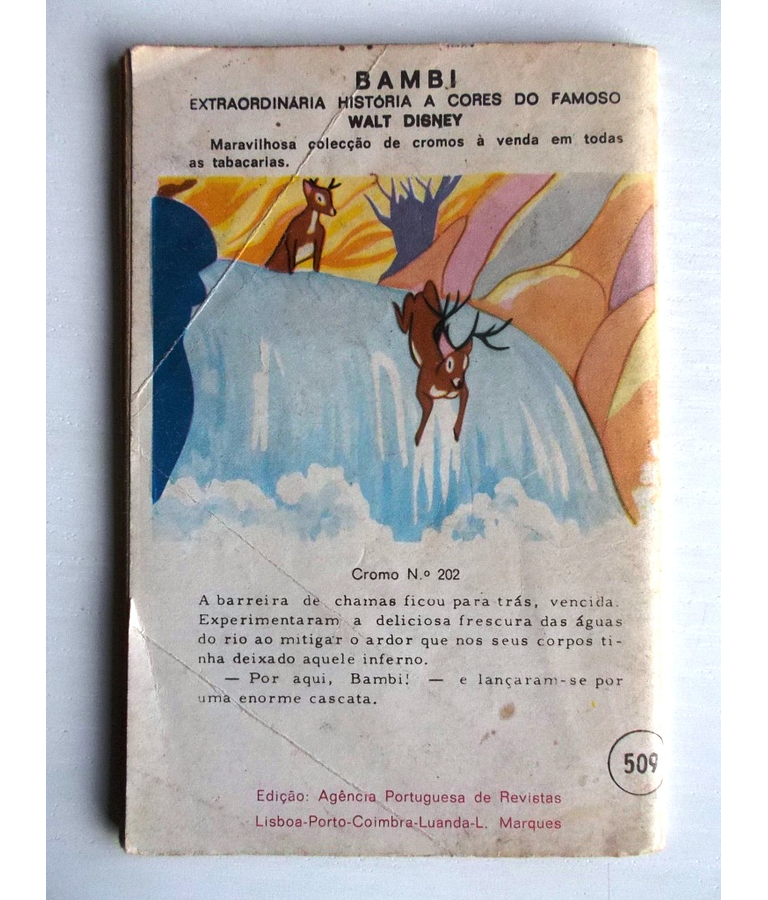 BAMBI
EXTRAORDINÁRIA HISTÓRIA A CORES DO FAMOSO
WALT DISNEY
Maravilhosa colecção de cromos à venda em todas
as tabacarias.
Cromo N.º 202
A barreira de chamas ficou para trás, vencida.
Experimentaram a deliciosa frescura das águas
do rio ao mitigar o ardor que nos seus corpos ti-
nha deixado aquele inferno.
— Por aqui, Bambi! — e lançaram-se por
uma enorme cascata.
509
Edição: Agência Portuguesa de Revistas
Lisboa-Porto-Coimbra-Luanda-L. Marques